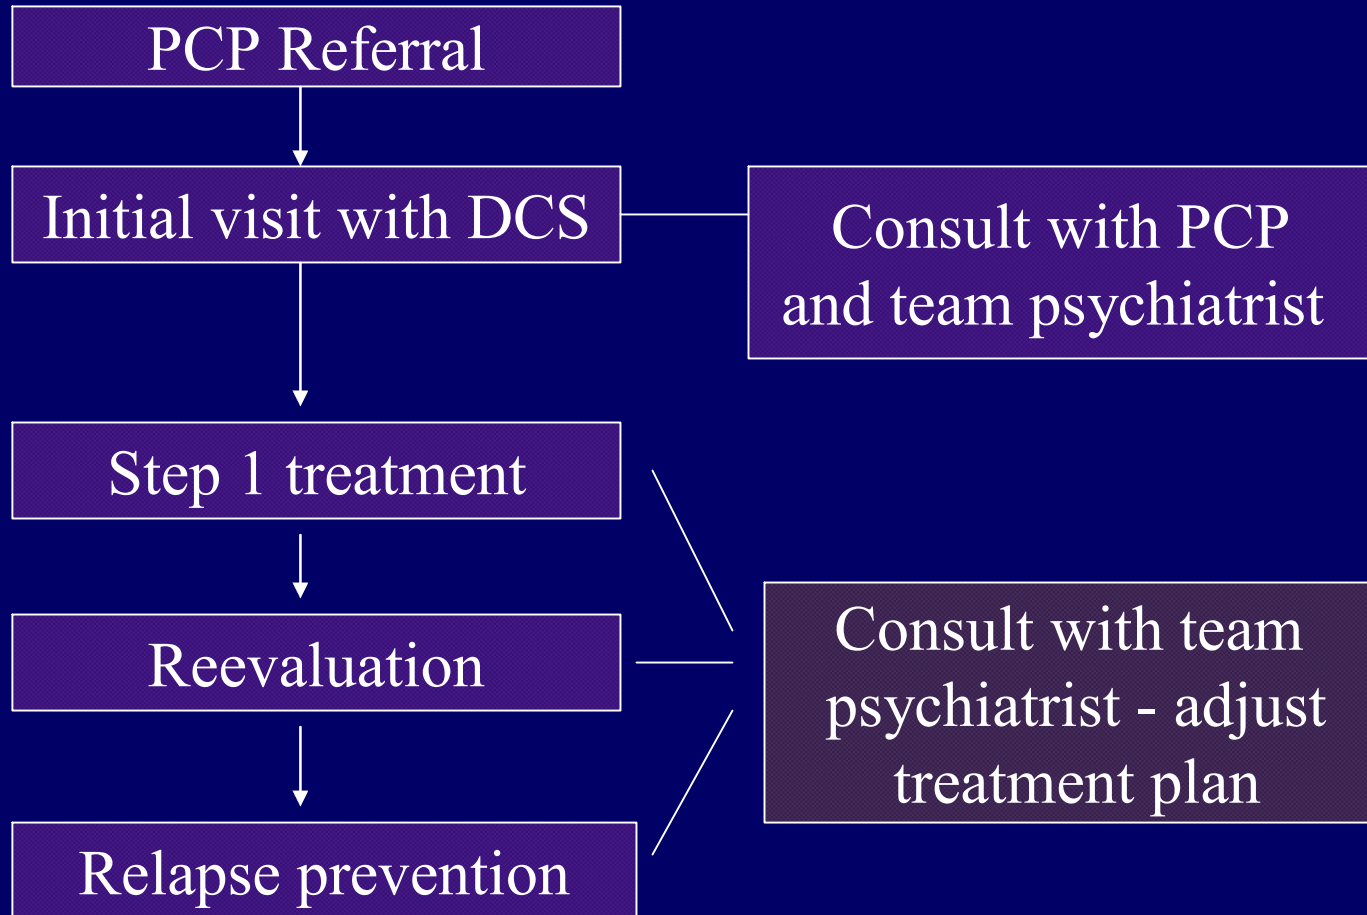 PCP Referral
Initial visit with DCS
Consult with PCP
and team psychiatrist
Step 1 treatment
Reevaluation
Consult with team
psychiatrist - adjust
treatment plan
Relapse prevention